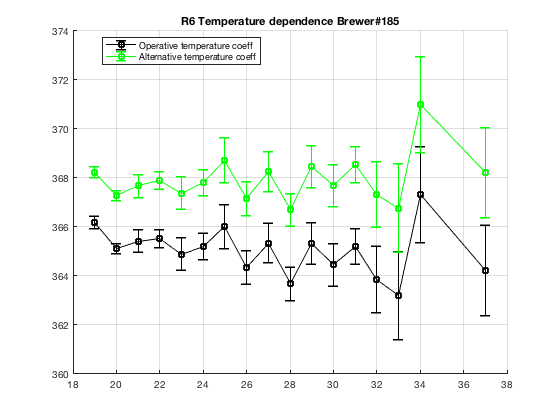 R6 Temperature dependence Brewer#185
374
372
370
368
366
364
362
360
Operative temperature coeff
Alternative temperature coeff
18 20 22 24 26 28 30 32 34 36 38